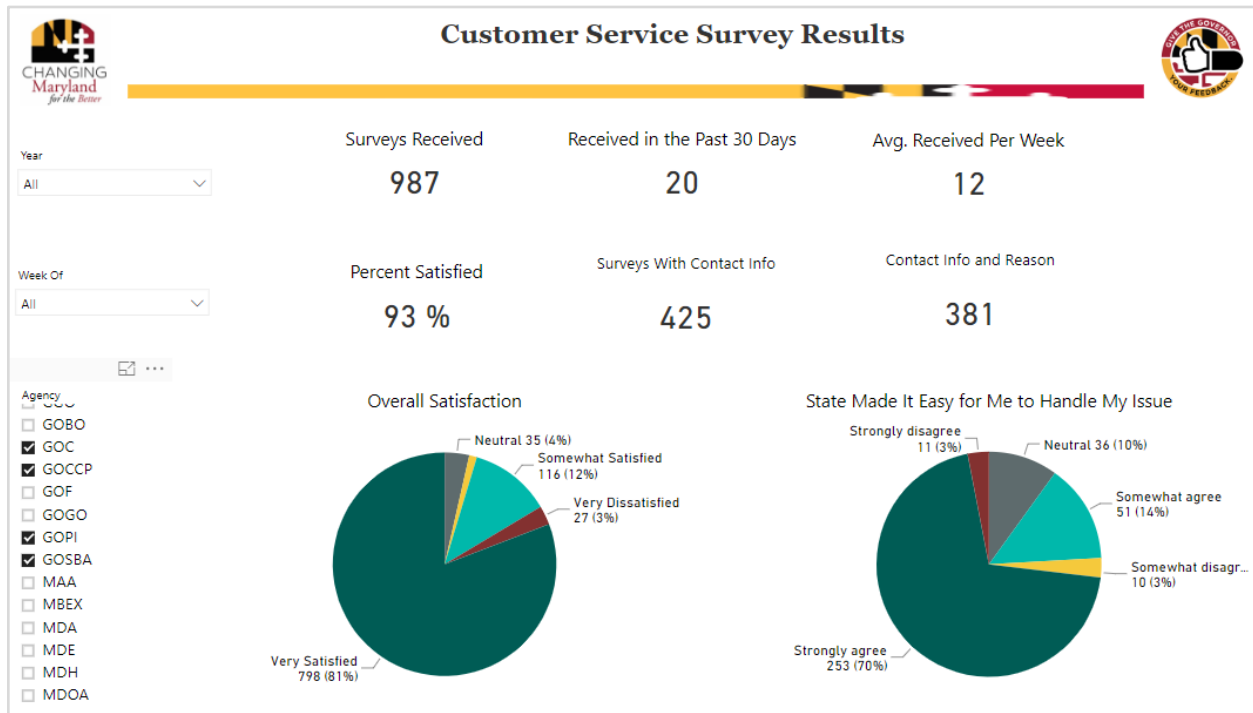 Customer Service Survey Results
CHANGING
Maryland
for the Better
GIVE THE GOVERNOR
YOUR FEEDBACK.
Year
All
Surveys Received
987
Received in the Past 30 Days
20
Avg. Received Per Week
12
Week Of
All
Percent Satisfied
93 %
Surveys With Contact Info
425
Contact Info and Reason
381
Agency
GOBO
GOC
GOCCP
GOF
GOGO
GOPI
GOSBA
MAA
MBEX
MDA
MDE
MDH
MDOA
Overall Satisfaction
Neutral 35 (4%)
Somewhat Satisfied
116 (12%)
Very Dissatisfied
27 (3%)
Very Satisfied
798 (81%)
State Made It Easy for Me to Handle My Issue
Strongly disagree
11 (3%)
Neutral 36 (10%)
Somewhat agree
51 (14%)
Somewhat disagr...
10 (3%)
Strongly agree
253 (70%)